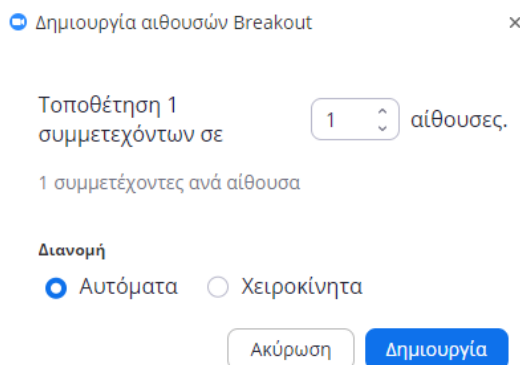 Δημιουργία αιθουσών Breakout
Τοποθέτηση 1
συμμετεχόντων σε 1 αίθουσες.
1 συμμετέχοντες ανά αίθουσα
Διανομή
Αυτόματα Χειροκίνητα
Ακύρωση Δημιουργία